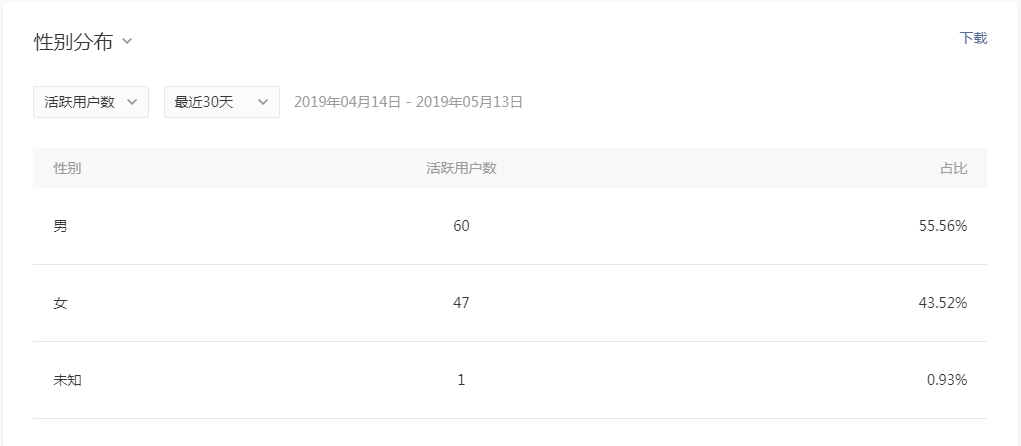 性别分布
下载
活跃用户数 最近30天 2019年04月14日 - 2019年05月13日
性别 活跃用户数 占比
男 60 55.56%
女 47 43.52%
未知 1 0.93%